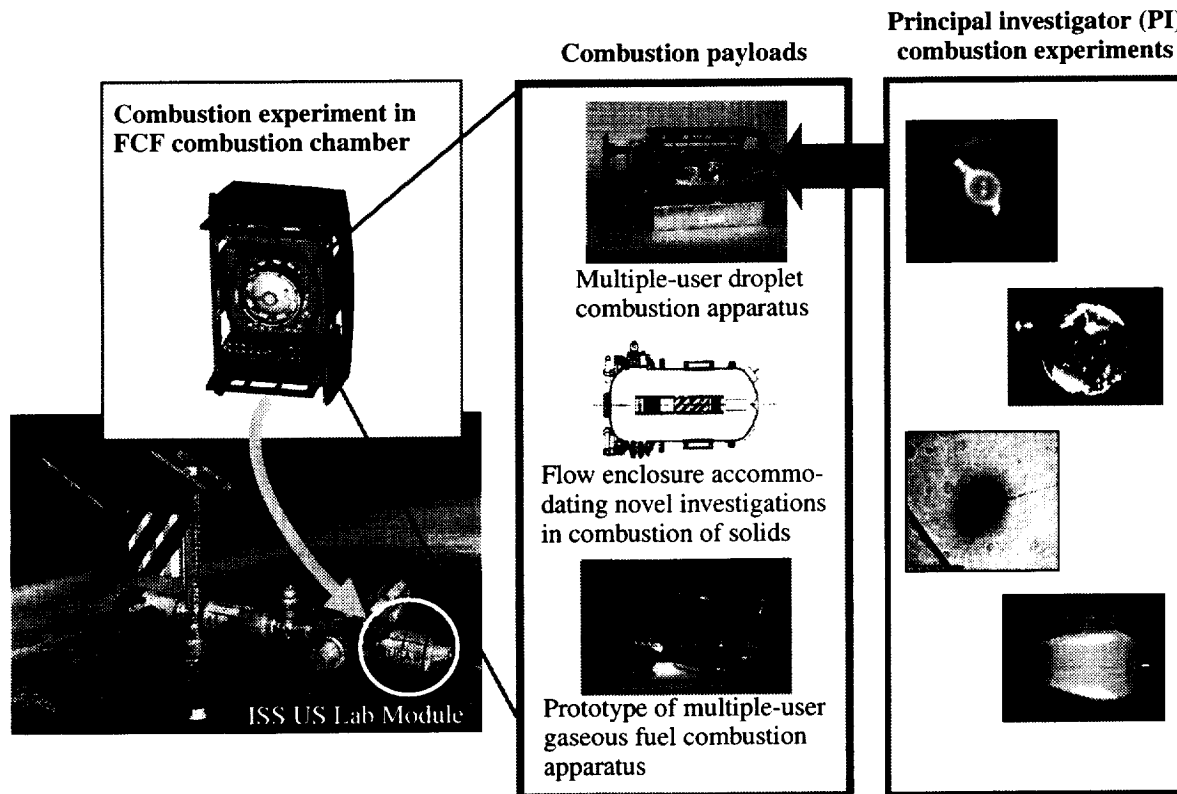 Principal investigator (PI)
combustion experiments
Combustion payloads
Combustion experiment in
FCF combustion chamber
Multiple-user droplet
combustion apparatus
Flow enclosure accommo-
dating novel investigations
in combustion of solids
Prototype of multiple-user
gaseous fuel combustion
apparatus
ISS US Lab Module